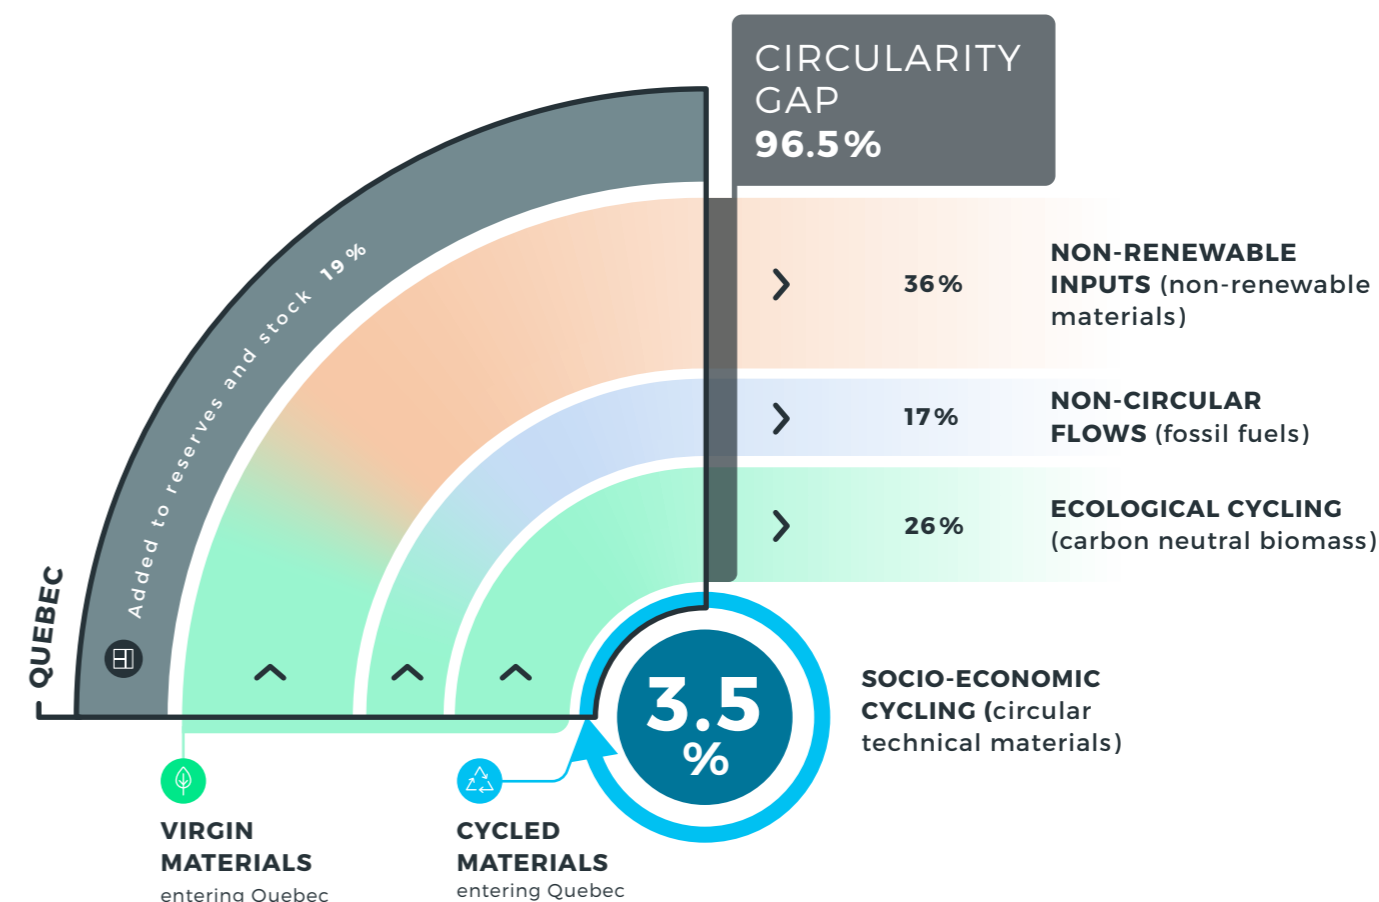 CIRCULARITY
GAP
96.5%
Added to reserves and stock 19%
36%
NON-RENEWABLE
INPUTS (non-renewable
materials)
17%
NON-CIRCULAR
FLOWS (fossil fuels)
26%
ECOLOGICAL CYCLING
(carbon neutral biomass)
QUEBEC
3.5
%
SOCIO-ECONOMIC
CYCLING (circular
technical materials)
VIRGIN
MATERIALS
entering Quebec
CYCLED
MATERIALS
entering Quebec